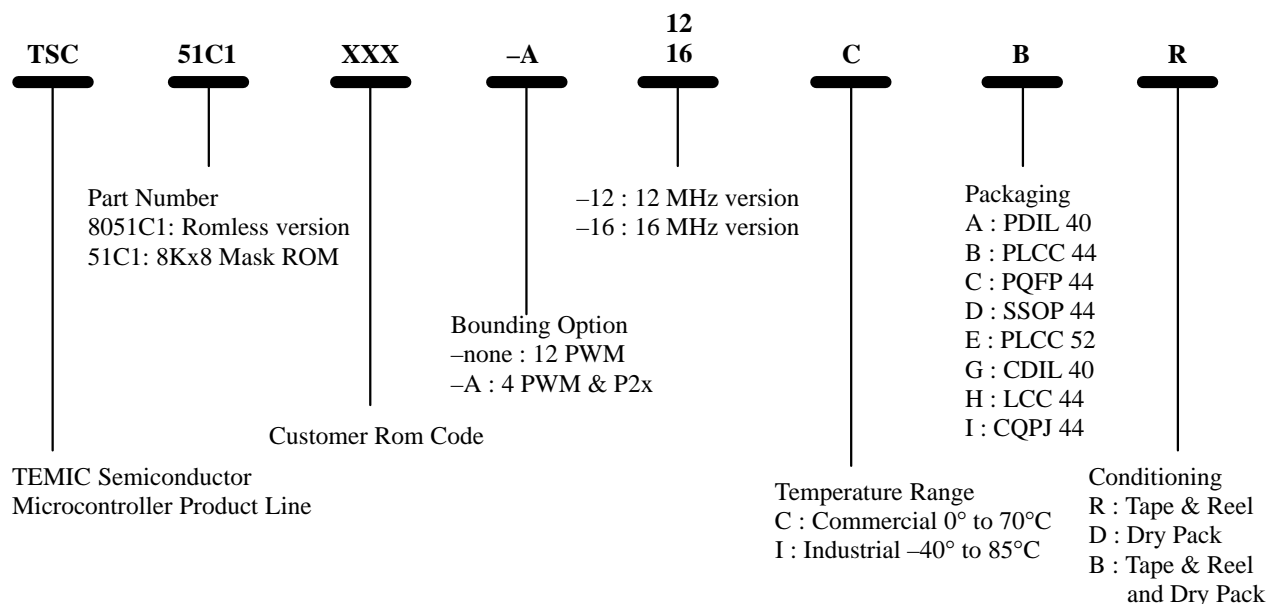 12
TSC 51C1 XXX –A 16 C B R
Part Number
8051C1: Romless version
51C1: 8Kx8 Mask ROM
–12 : 12 MHz version
–16 : 16 MHz version
Packaging
A : PDIL 40
B : PLCC 44
C : PQFP 44
D : SSOP 44
E : PLCC 52
G : CDIL 40
H : LCC 44
I : CQPJ 44
Bounding Option
–none : 12 PWM
–A : 4 PWM & P2x
Customer Rom Code
TEMIC Semiconductor
Microcontroller Product Line
Temperature Range
C : Commercial 0° to 70°C
I : Industrial –40° to 85°C
Conditioning
R : Tape & Reel
D : Dry Pack
B : Tape & Reel
and Dry Pack